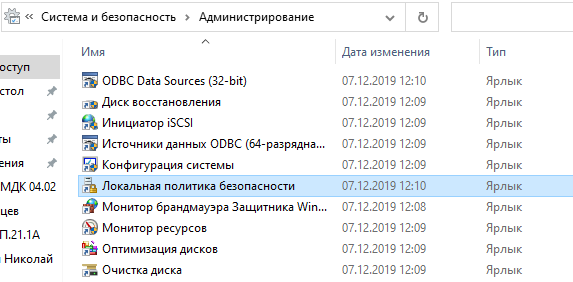 « Система и безопасность › Администрирование
Имя Дата изменения Тип
оступ
стол
ты
ения
МДК 04.02
цев
П.21.1А
Николай
ODBC Data Sources (32-bit) 07.12.2019 12:10 Ярлык
Диск восстановления 07.12.2019 12:09 Ярлык
Инициатор iSCSI 07.12.2019 12:09 Ярлык
Источники данных ODBC (64-разрядна... 07.12.2019 12:09 Ярлык
Конфигурация системы 07.12.2019 12:09 Ярлык
Локальная политика безопасности 07.12.2019 12:10 Ярлык
Монитор брандмауэра Защитника Win... 07.12.2019 12:08 Ярлык
Монитор ресурсов 07.12.2019 12:09 Ярлык
Оптимизация дисков 07.12.2019 12:09 Ярлык
Очистка диска 07.12.2019 12:09 Ярлык